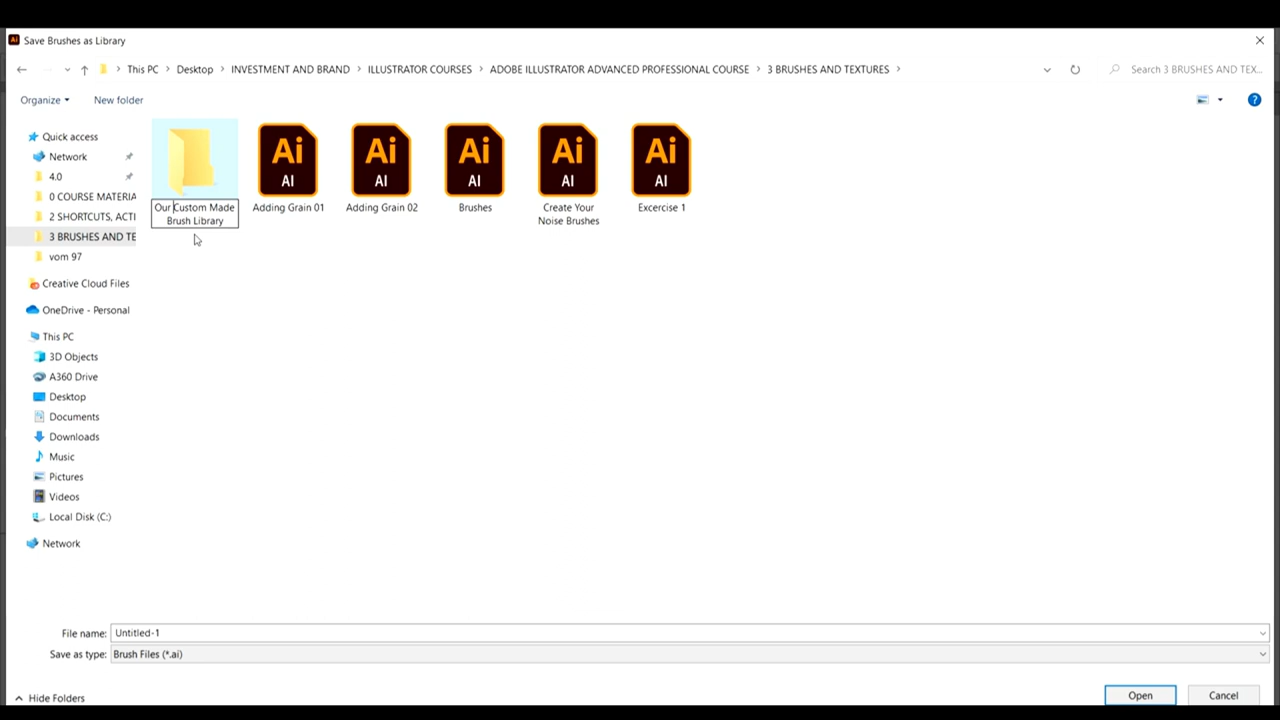 Ai Save Brushes as Library
This PC > Desktop > INVESTMENT AND BRAND > ILLUSTRATOR COURSES > ADOBE ILLUSTRATOR ADVANCED PROFESSIONAL COURSE > 3 BRUSHES AND TEXTURES >
Search 3 BRUSHES AND TEX...
Organize
New folder
?
Quick access
Network
4.0
0 COURSE MATERIA
2 SHORTCUTS, ACTI
3 BRUSHES AND TE
vom 97
Creative Cloud Files
OneDrive - Personal
This PC
3D Objects
A360 Drive
Desktop
Documents
Downloads
Music
Pictures
Videos
Local Disk (C:)
Network
Our Custom Made
Brush Library
Ai
AI
Adding Grain 01
Ai
AI
Adding Grain 02
Ai
AI
Brushes
Ai
AI
Create Your
Noise Brushes
Ai
AI
Excercise 1
File name: Untitled-1
Save as type: Brush Files (*.ai)
Hide Folders
Open
Cancel